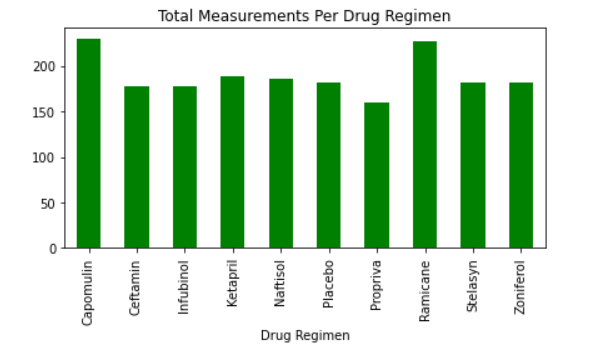 Total Measurements Per Drug Regimen
200
150
100
50
0
Capomulin
Ceftamin
Infubinol
Ketapril
Naftisol
Placebo
Propriva
Ramicane
Stelasyn
Zoniferol
Drug Regimen